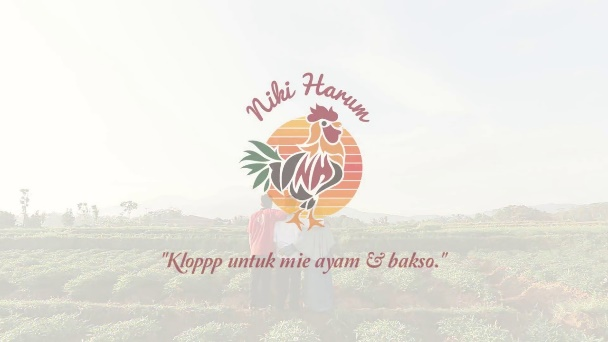 Niki Harum
NH
"Kloppp untuk mie ayam & bakso."